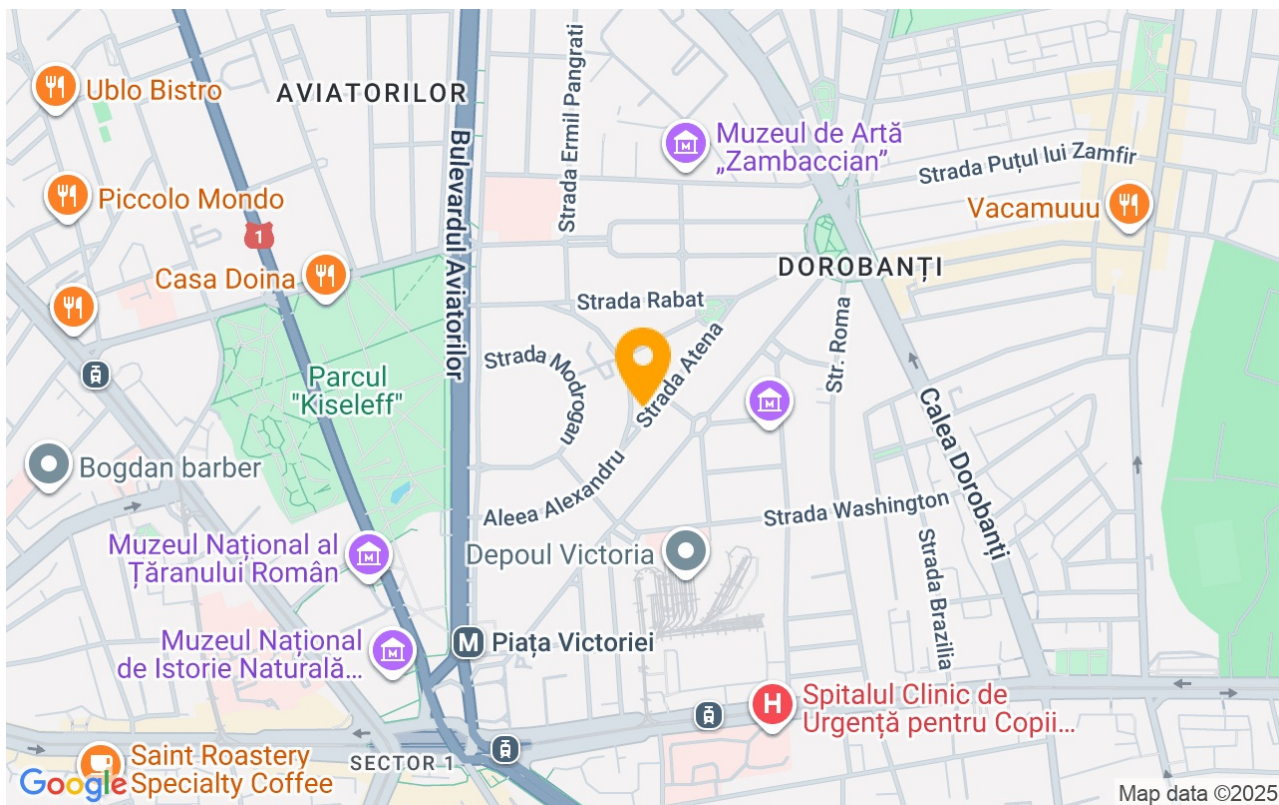 Ublo Bistro
AVIATORILOR
Strada Ermil Pangrati
Bulevardul Aviatorilor
Muzeul de Artă
„Zambaccian”
Strada Puțul lui Zamfir
Piccolo Mondo
Vacamuuu
1
Casa Doina
DOROBANȚI
Strada Rabat
Strada Modrogan
Strada Atena
Str. Roma
Parcul
"Kiseleff"
Calea Dorobanți
Bogdan barber
Aleea Alexandru
Strada Washington
Muzeul Național al
Țăranului Român
Depoul Victoria
Strada Brazilia
Muzeul Național
de Istorie Naturală...
M Piața Victoriei
H
Spitalul Clinic de
Urgență pentru Copii...
Saint Roastery
Specialty Coffee
SECTOR 1
Google
Map data ©2025